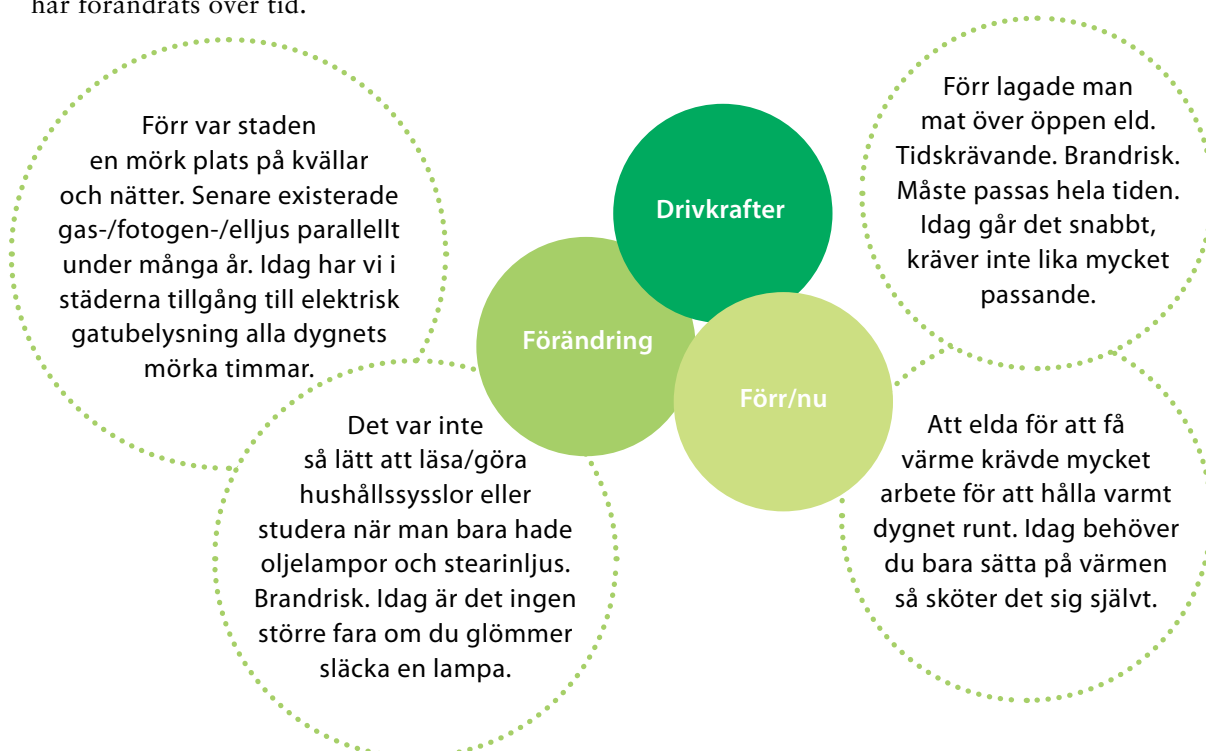 har förändrats över tid.
Förr var staden
en mörk plats på kvällar
och nätter. Senare existerade
gas-/fotogen-/elljus parallellt
under många år. Idag har vi i
städerna tillgång till elektrisk
gatubelysning alla dygnets
mörka timmar.
Det var inte
så lätt att läsa/göra
hushållssysslor eller
studera när man bara hade
oljelampor och stearinljus.
Brandrisk. Idag är det ingen
större fara om du glömmer
släcka en lampa.
Drivkrafter
Förändring
Förr/nu
Förr lagade man
mat över öppen eld.
Tidskrävande. Brandrisk.
Måste passas hela tiden.
Idag går det snabbt,
kräver inte lika mycket
passande.
Att elda för att få
värme krävde mycket
arbete för att hålla varmt
dygnet runt. Idag behöver
du bara sätta på värmen
så sköter det sig självt.